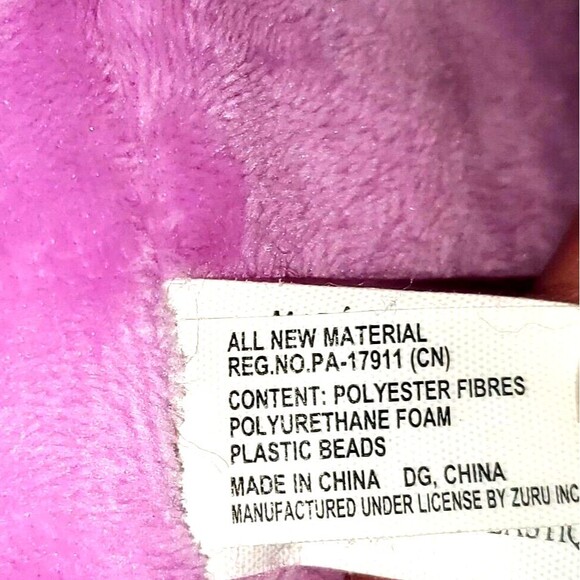 ALL NEW MATERIAL
REG.NO.PA-17911 (CN)
CONTENT: POLYESTER FIBRES
POLYURETHANE FOAM
PLASTIC BEADS
MADE IN CHINA DG, CHINA
MANUFACTURED UNDER LICENSE BY ZURU INC